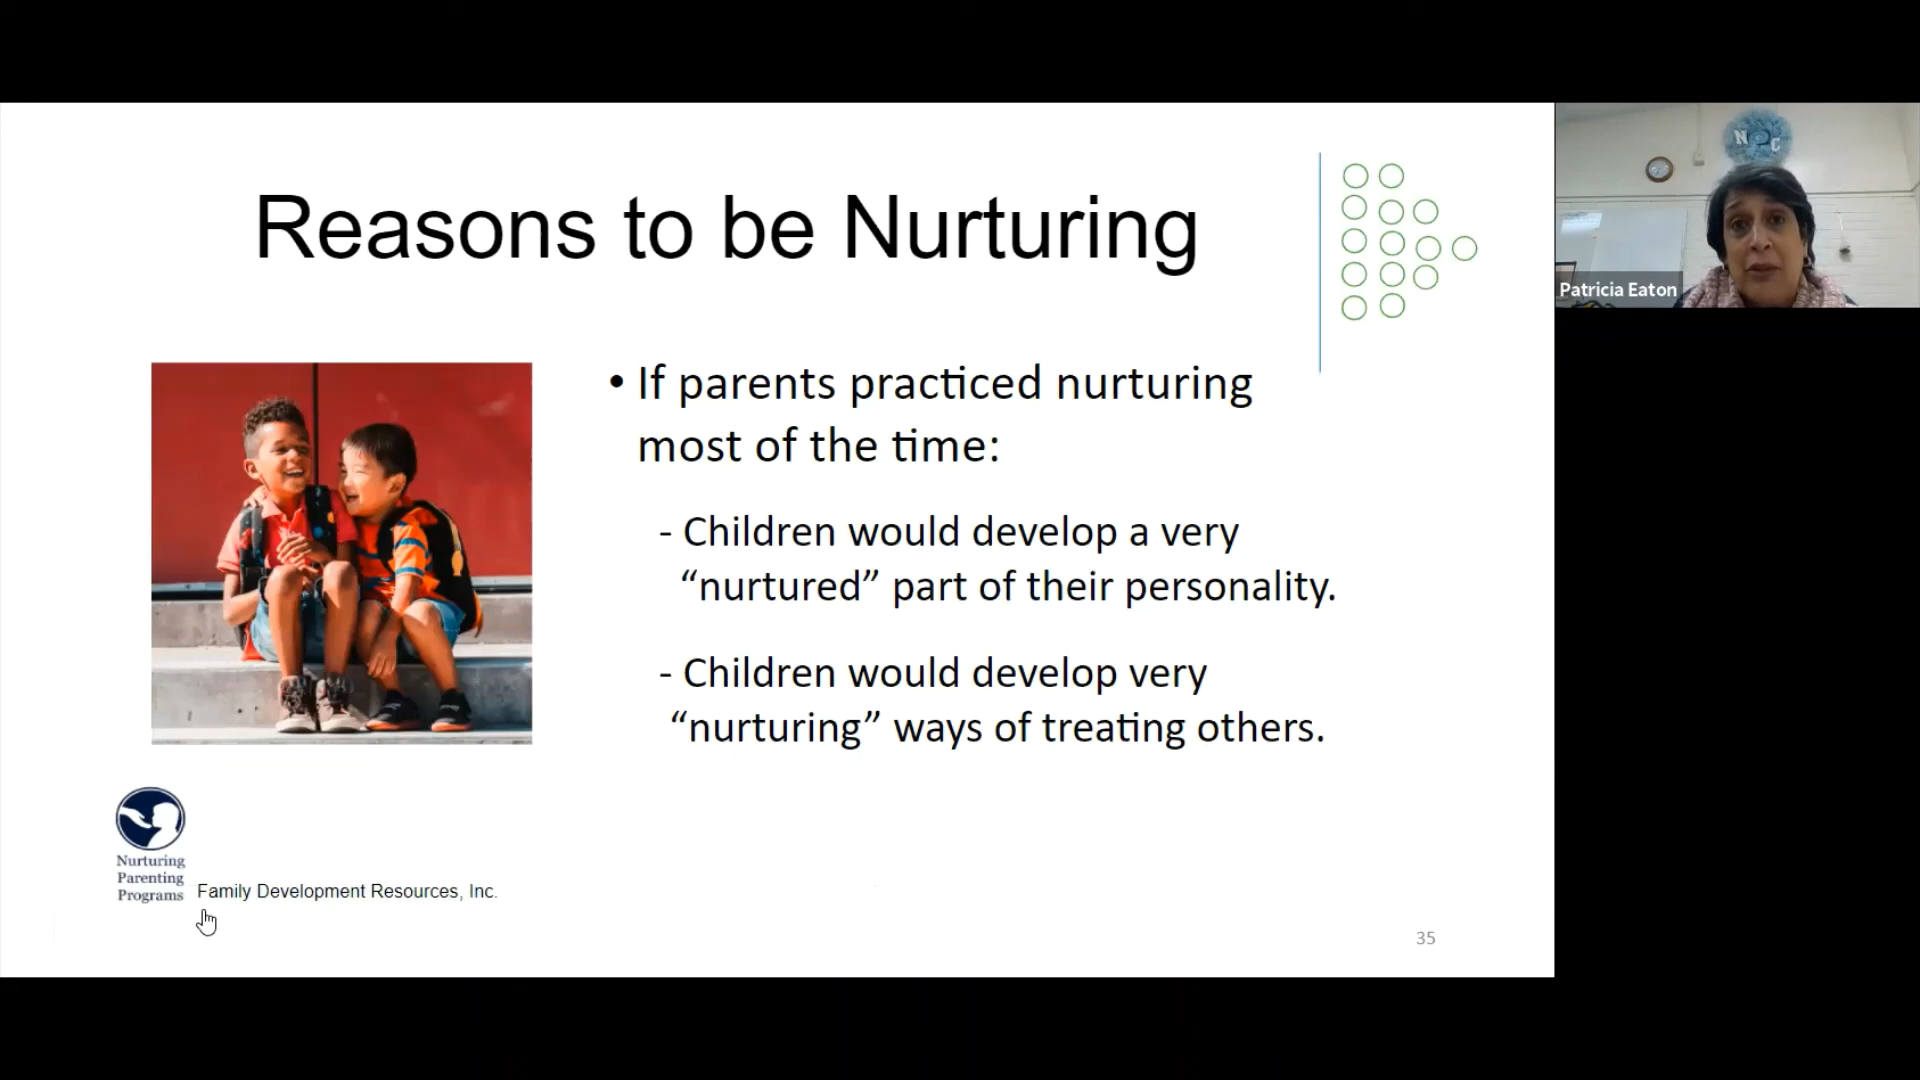 Reasons to be Nurturing
• If parents practiced nurturing
most of the time:
- Children would develop a very
“nurtured” part of their personality.
- Children would develop very
“nurturing” ways of treating others.
Nurturing
Parenting
Programs
Family Development Resources, Inc.
35
N C
Patricia Eaton